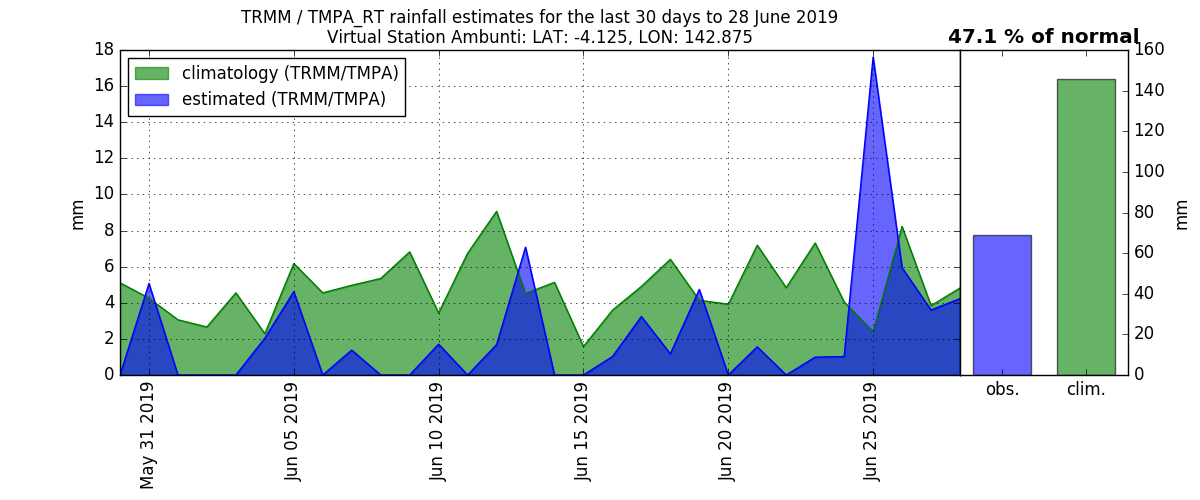 TRMM / TMPA_RT rainfall estimates for the last 30 days to 28 June 2019
Virtual Station Ambunti: LAT: -4.125, LON: 142.875
47.1 % of normal
climatology (TRMM/TMPA)
estimated (TRMM/TMPA)
18
16
14
12
10
8
6
4
2
0
mm
May 31 2019
Jun 05 2019
Jun 10 2019
Jun 15 2019
Jun 20 2019
Jun 25 2019
160
140
120
100
80
60
40
20
0
mm
obs.
clim.